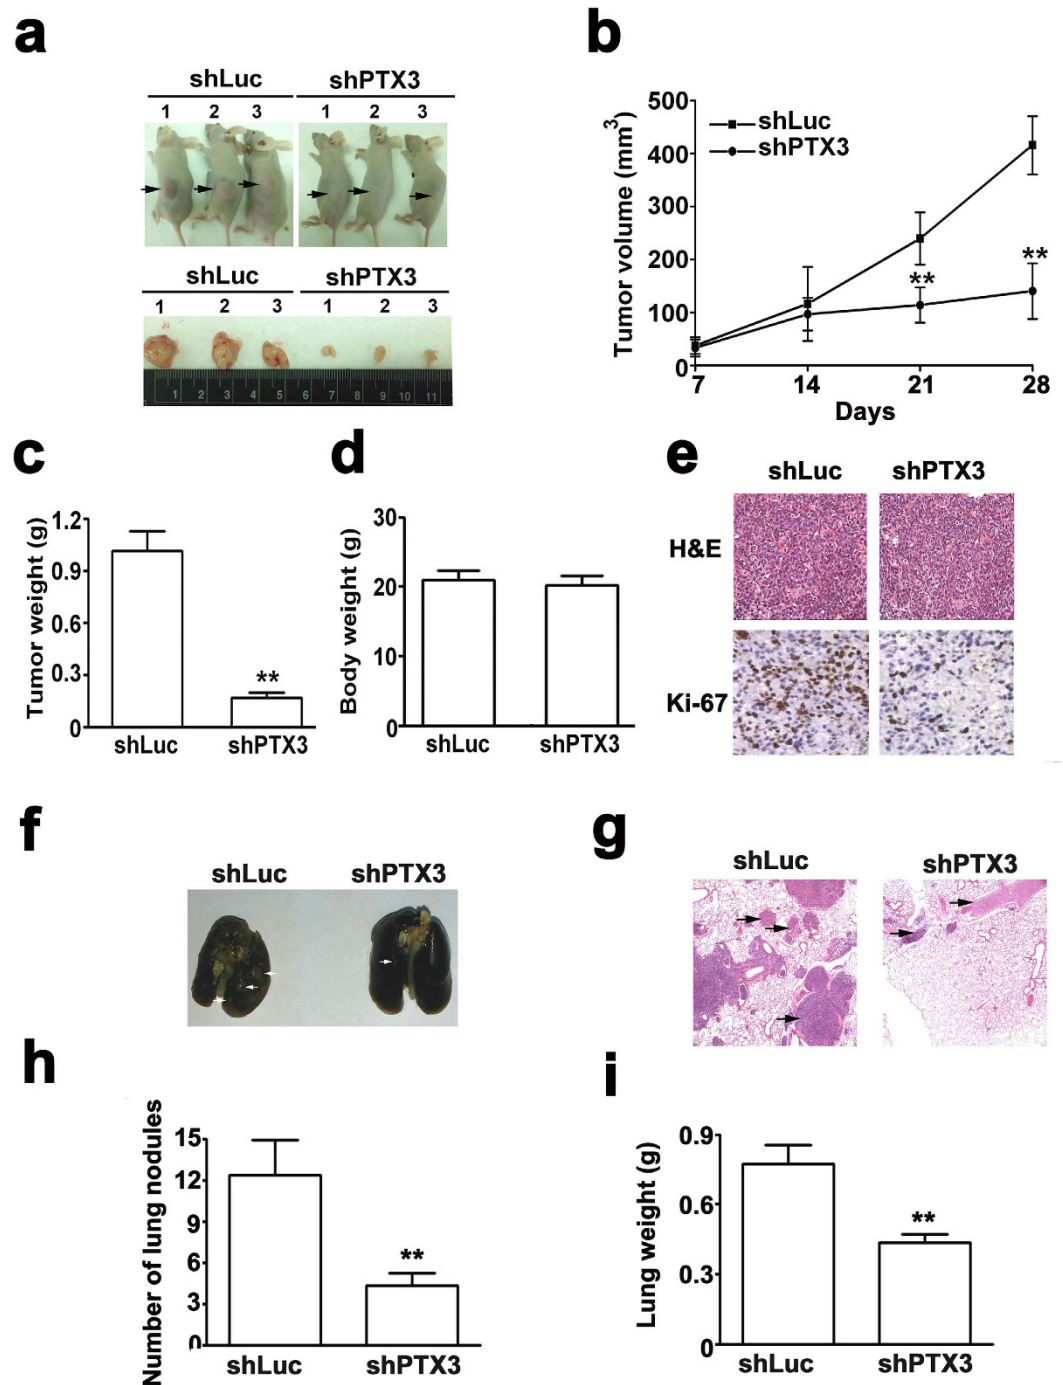 a
shLuc shPTX3
1 2 3 1 2 3
shLuc shPTX3
1 2 3 1 2 3
1 2 3 4 5 6 7 8 9 10 11
b
Tumor volume (mm³)
500
400
300
200
100
0
shLuc
shPTX3
**
**
7 14 21 28
Days
c
Tumor weight (g)
1.2
0.9
0.6
0.3
0
**
shLuc shPTX3
d
Body weight (g)
30
20
10
0
shLuc shPTX3
e
shLuc shPTX3
H&E
Ki-67
f
shLuc shPTX3
g
shLuc shPTX3
h
Number of lung nodules
15
12
9
6
3
0
**
shLuc shPTX3
i
Lung weight (g)
0.9
0.6
0.3
0
**
shLuc shPTX3